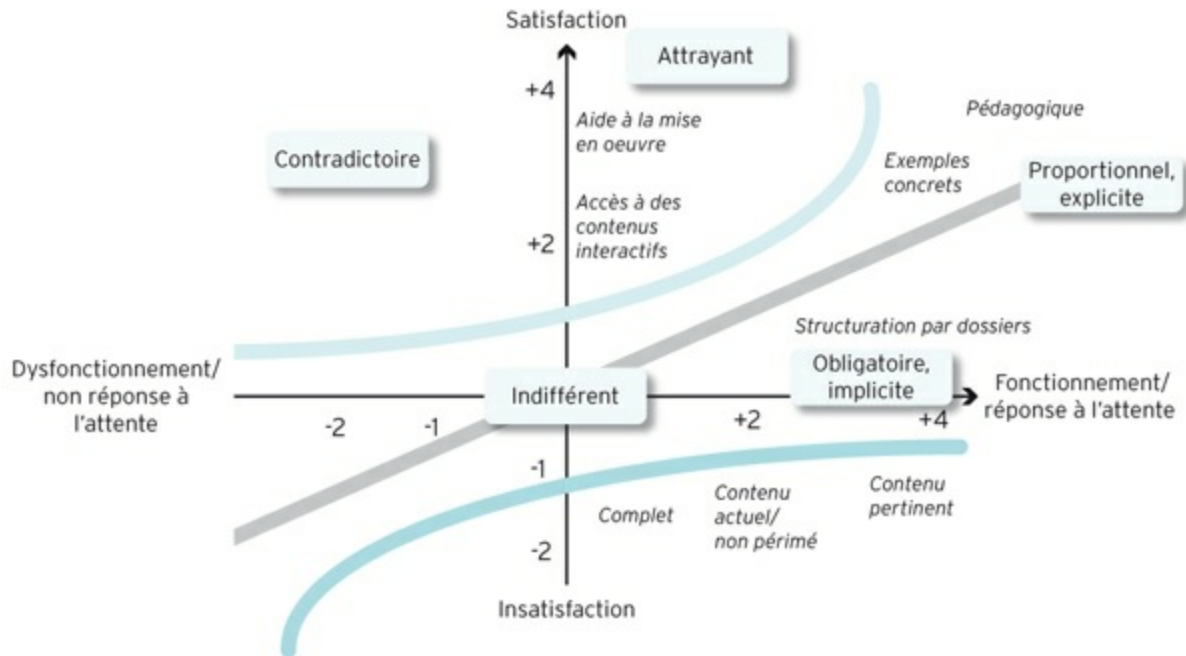 Satisfaction
Attrayant
+4
Pédagogique
Aide à la mise
en oeuvre
Contradictoire
Exemples
concrets
Proportionnel,
explicite
Accès à des
contenus
interactifs
+2
Structuration par dossiers
Dysfonctionnement/
non réponse à
l'attente
Indifférent
Obligatoire,
implicite
Fonctionnement/
réponse à l'attente
-2
-1
+2
+4
-1
Complet
Contenu
actuel/
non périmé
Contenu
pertinent
-2
Insatisfaction